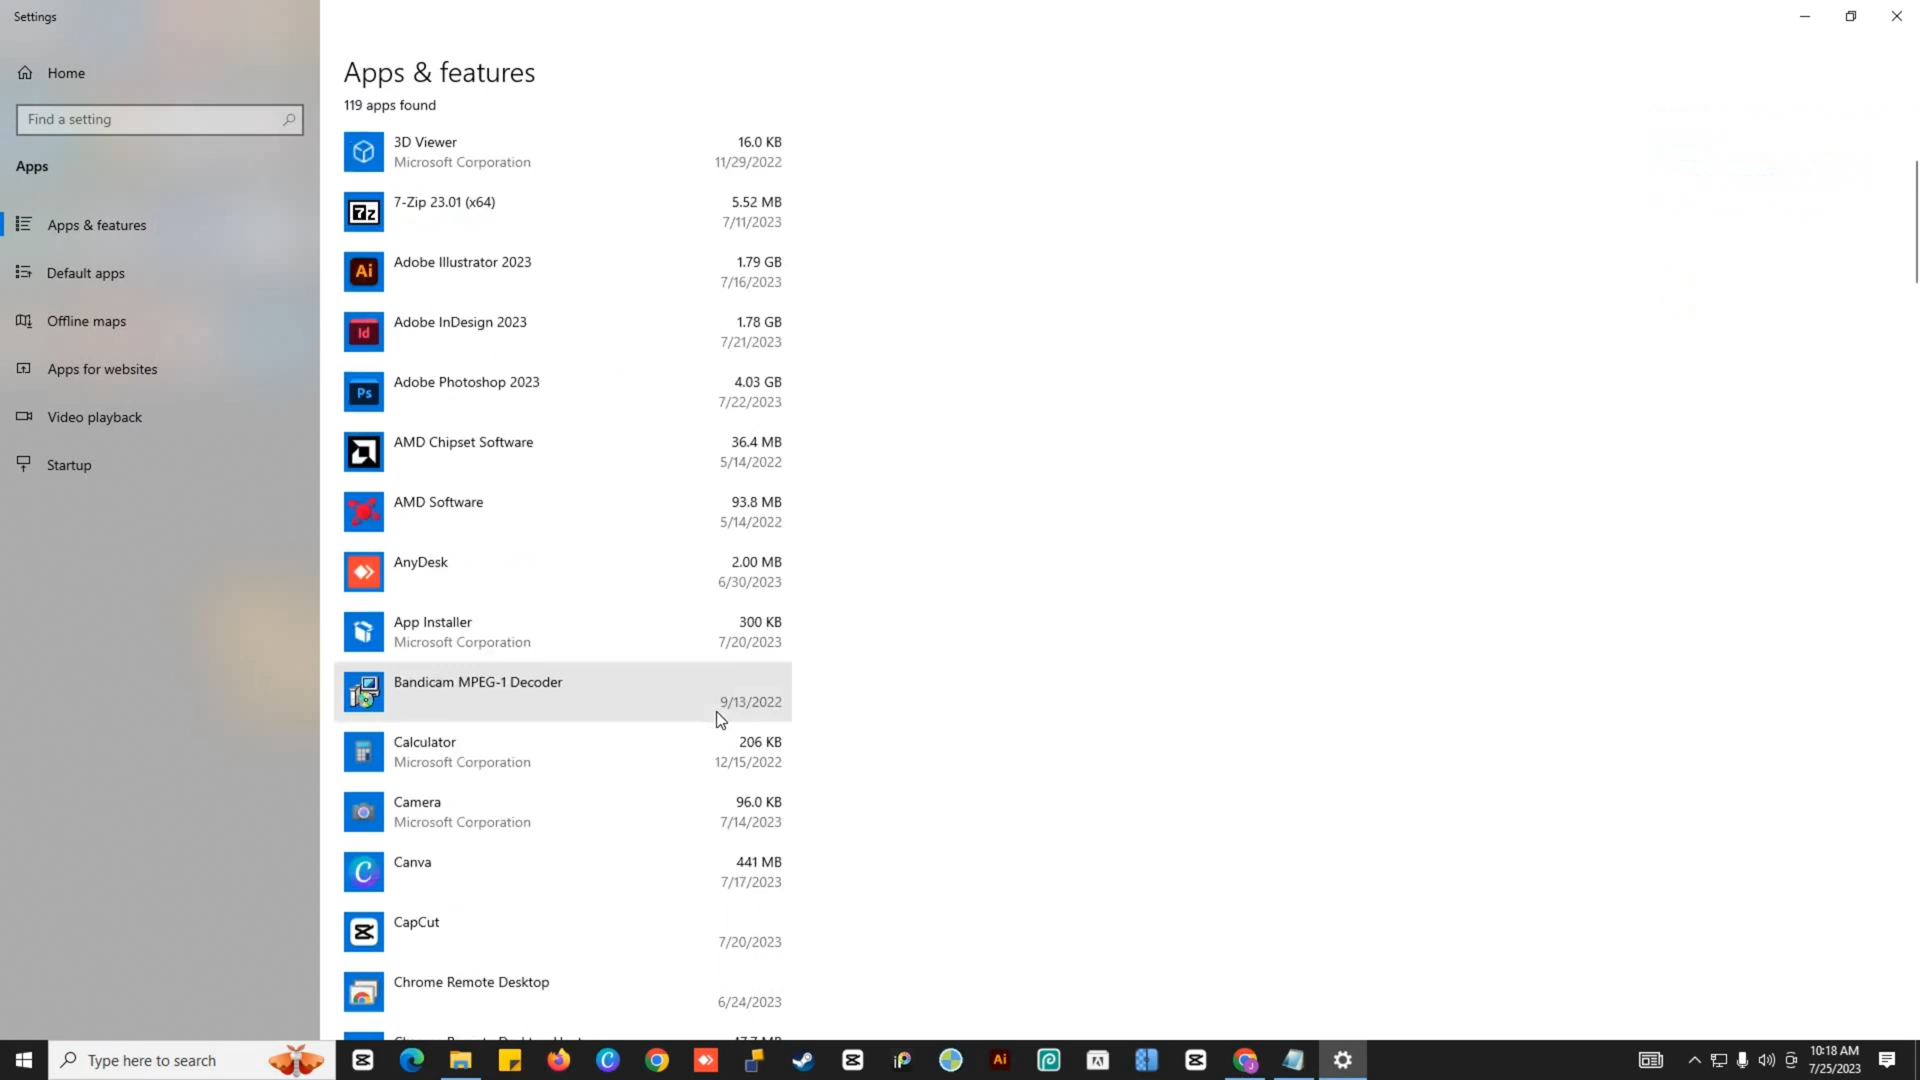 Settings
Home
Find a setting
Apps
Apps & features
Default apps
Offline maps
Apps for websites
Video playback
Startup
Apps & features
119 apps found
3D Viewer 16.0 KB
Microsoft Corporation 11/29/2022
7-Zip 23.01 (x64) 5.52 MB
7z 7/11/2023
Adobe Illustrator 2023 1.79 GB
Ai 7/16/2023
Adobe InDesign 2023 1.78 GB
Id 7/21/2023
Adobe Photoshop 2023 4.03 GB
Ps 7/22/2023
AMD Chipset Software 36.4 MB
5/14/2022
AMD Software 93.8 MB
5/14/2022
AnyDesk 2.00 MB
6/30/2023
App Installer 300 KB
Microsoft Corporation 7/20/2023
Bandicam MPEG-1 Decoder
9/13/2022
Calculator 206 KB
Microsoft Corporation 12/15/2022
Camera 96.0 KB
Microsoft Corporation 7/14/2023
Canva 441 MB
C 7/17/2023
CapCut
7/20/2023
Chrome Remote Desktop
6/24/2023
Type here to search
C
iP
Ai
10:18 AM
7/25/2023